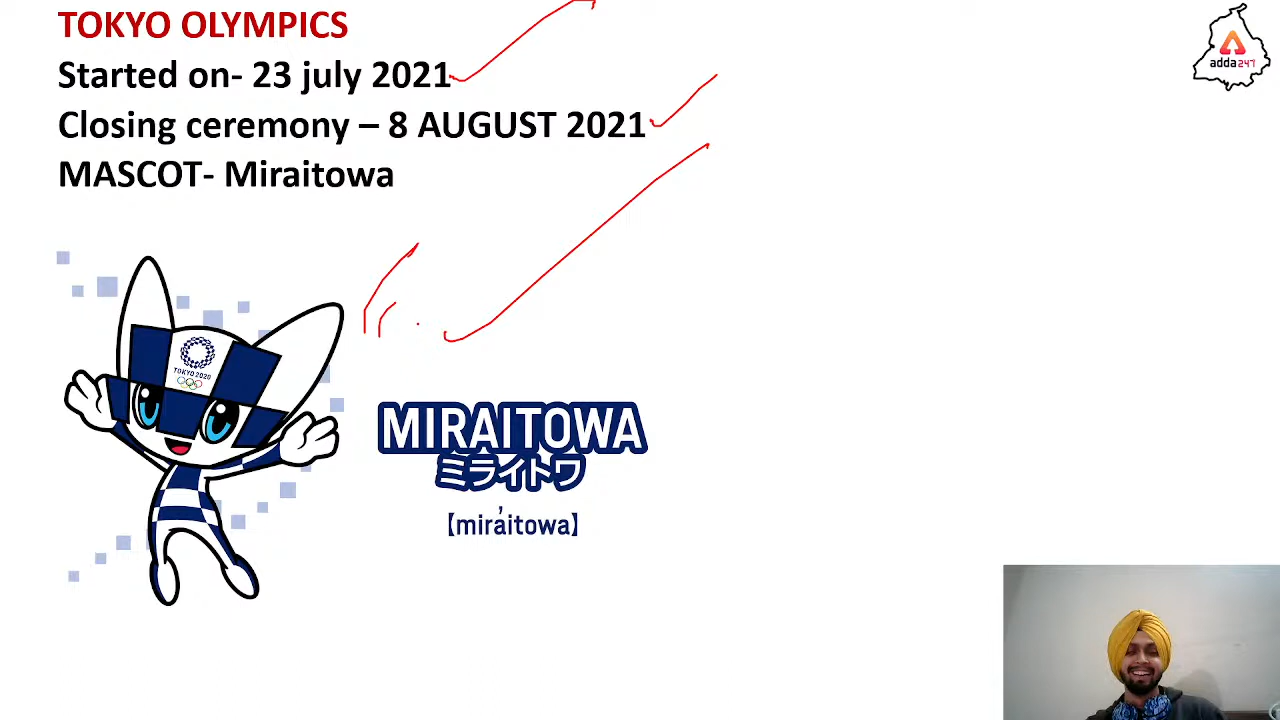 TOKYO OLYMPICS
Started on- 23 july 2021
Closing ceremony – 8 AUGUST 2021
MASCOT- Miraitowa
adda247
TOKYO 2020
MIRAITOWA
ミライトワ
【miráitowa】